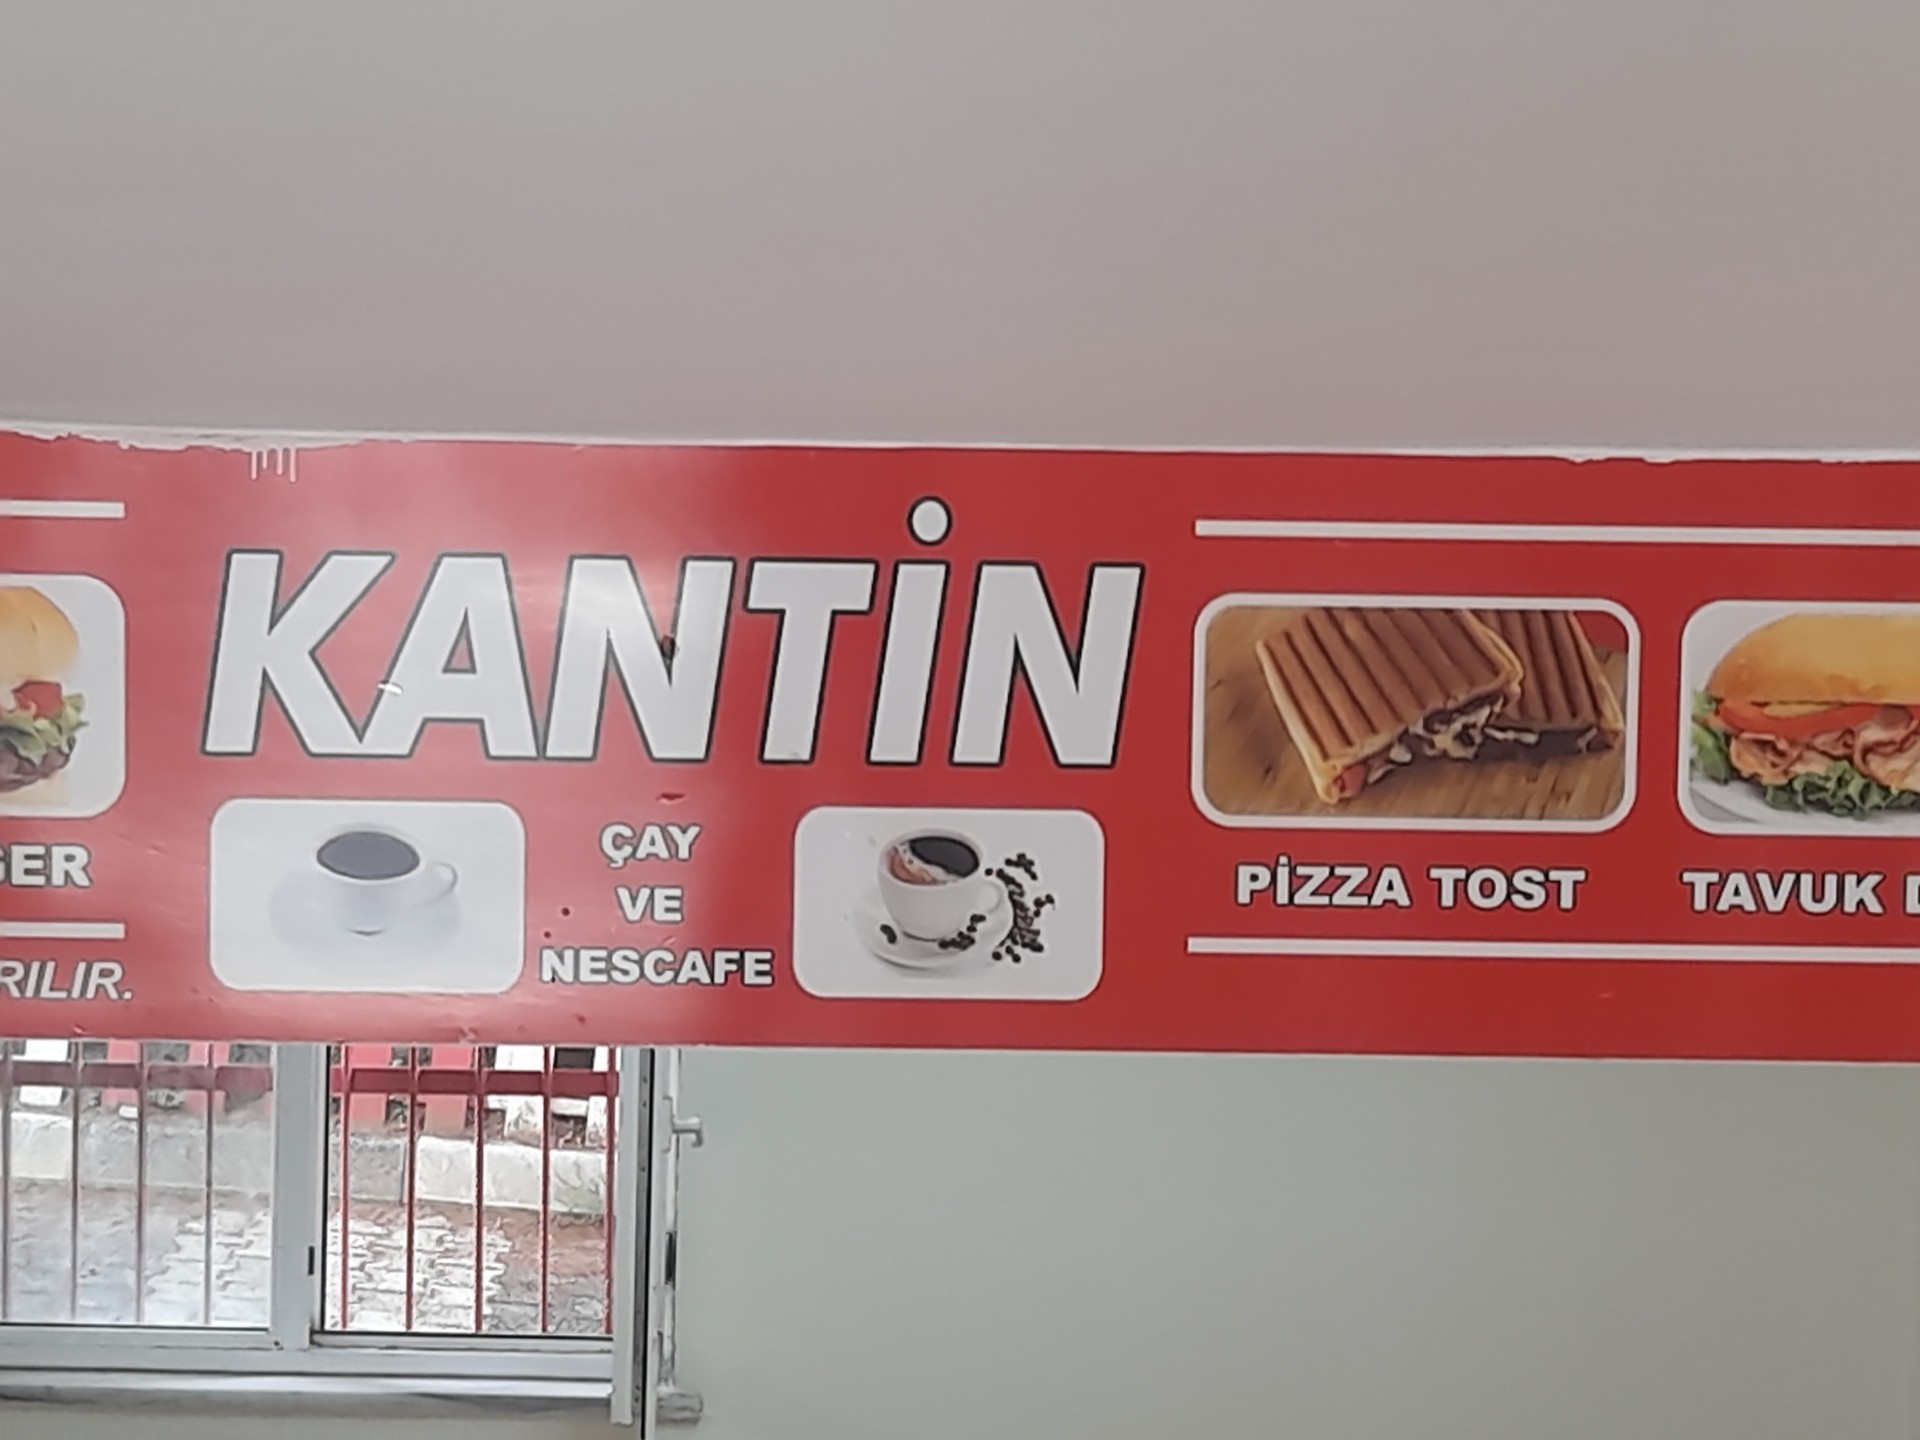 KANTİN
ÇAY
VE
NESCAFE
PİZZA TOST
TAVUK
GER
RILIR.